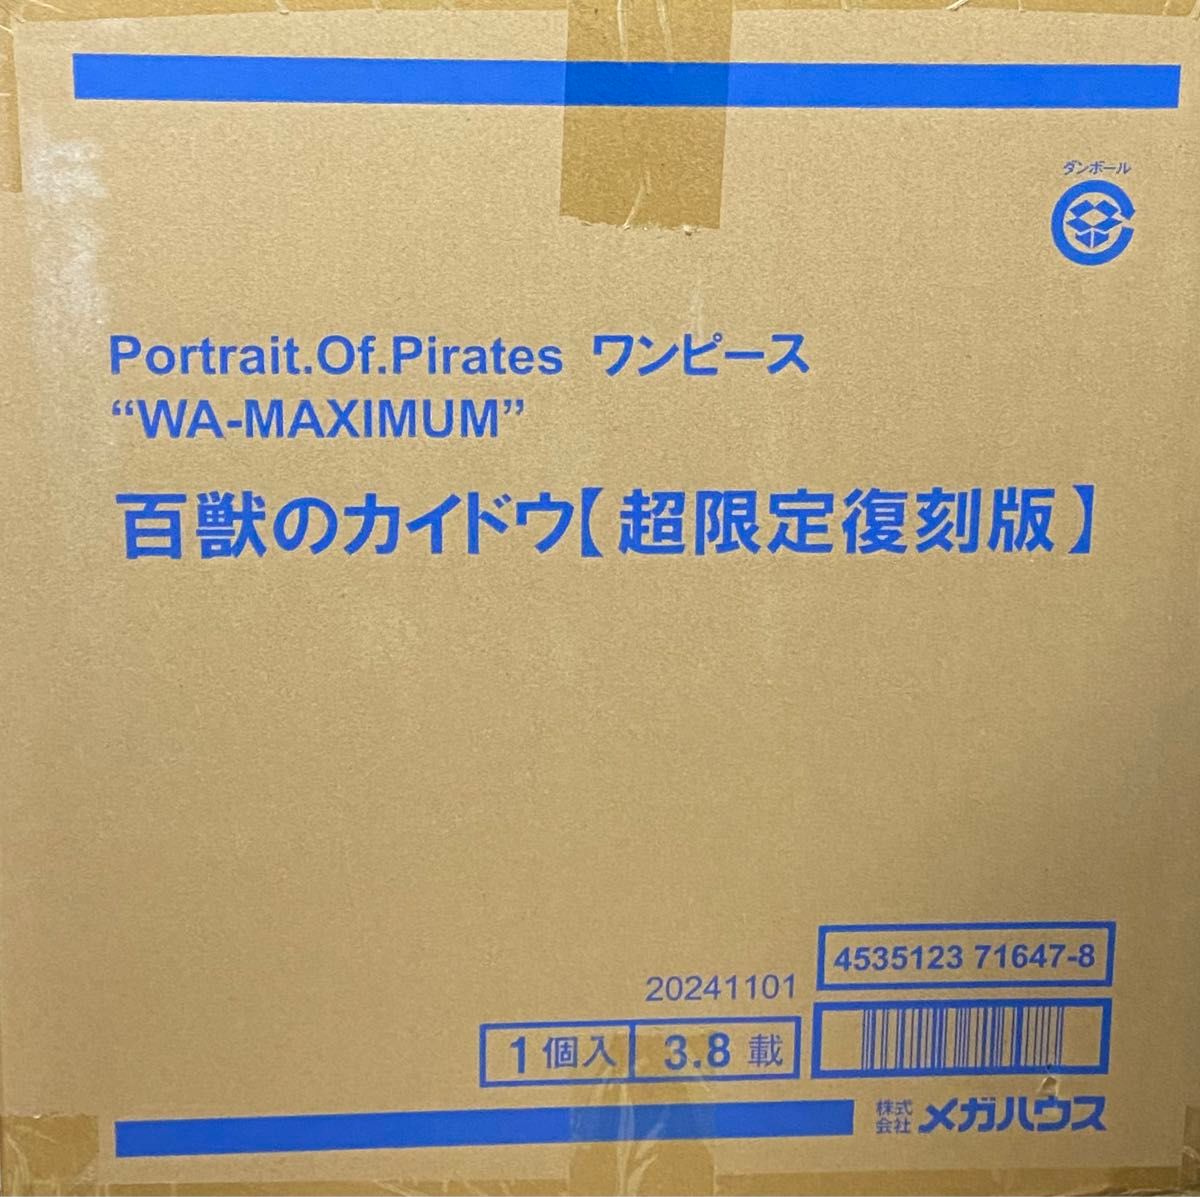 ダンボール
Portrait.Of.Pirates ワンピース
“WA-MAXIMUM”
百獣のカイドウ【超限定復刻版】
4535123 71647-8
20241101
1個入 3.8 載
株式会社 メガハウス